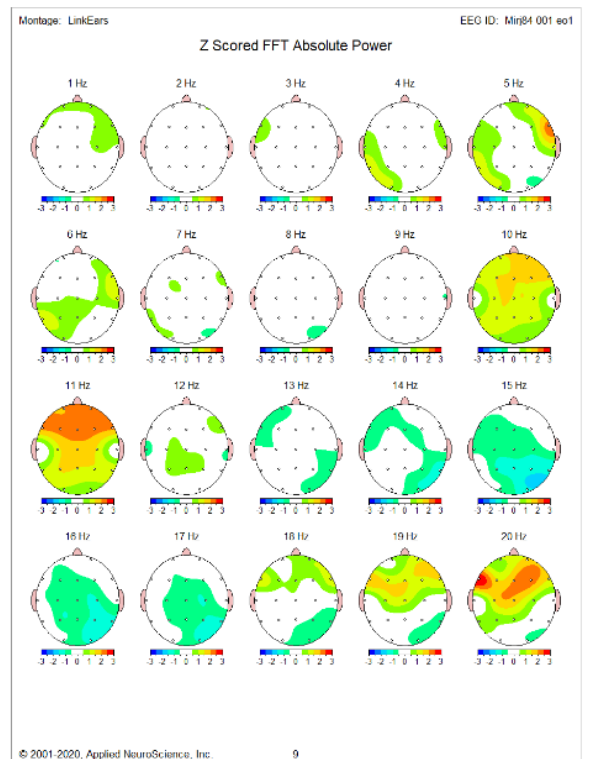 Montage: LinkEars EEG ID: Mirj84 001 eo1
Z Scored FFT Absolute Power
1 Hz 2 Hz 3 Hz 4 Hz 5 Hz
-3 -2 -1 0 1 2 3 -3 -2 -1 0 1 2 3 -3 -2 -1 0 1 2 3 -3 -2 -1 0 1 2 3 -3 -2 -1 0 1 2 3
6 Hz 7 Hz 8 Hz 9 Hz 10 Hz
-3 -2 -1 0 1 2 3 -3 -2 -1 0 1 2 3 -3 -2 -1 0 1 2 3 -3 -2 -1 0 1 2 3 -3 -2 -1 0 1 2 3
11 Hz 12 Hz 13 Hz 14 Hz 15 Hz
-3 -2 -1 0 1 2 3 -3 -2 -1 0 1 2 3 -3 -2 -1 0 1 2 3 -3 -2 -1 0 1 2 3 -3 -2 -1 0 1 2 3
16 Hz 17 Hz 18 Hz 19 Hz 20 Hz
-3 -2 -1 0 1 2 3 -3 -2 -1 0 1 2 3 -3 -2 -1 0 1 2 3 -3 -2 -1 0 1 2 3 -3 -2 -1 0 1 2 3
© 2001-2020, Applied NeuroScience, Inc. 9